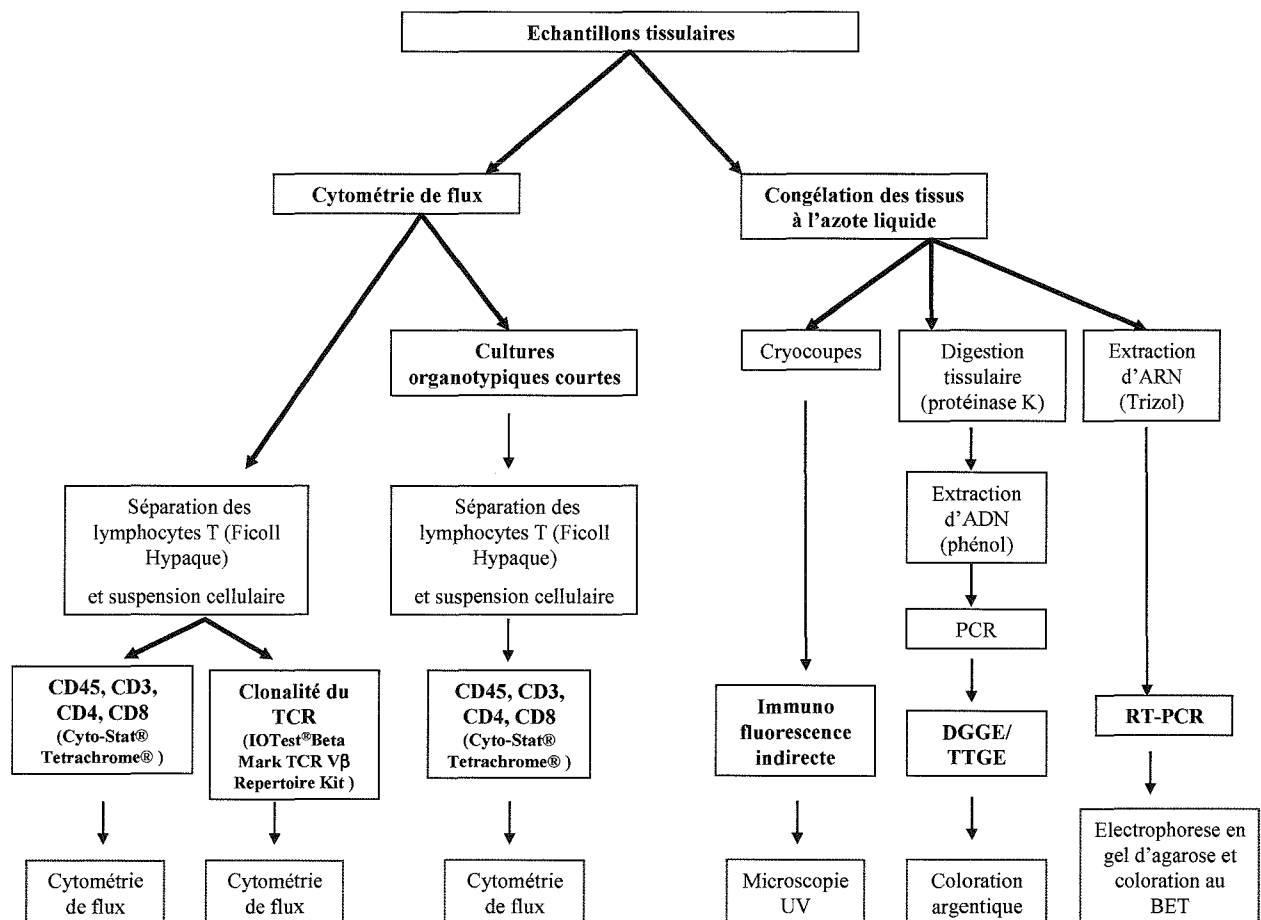 Echantillons tissulaires
Cytométrie de flux
Congélation des tissus
à l'azote liquide
Cultures
organotypiques courtes
Cryocoupes
Digestion
tissulaire
(protéinase K)
Extraction
d'ARN
(Trizol)
Séparation des
lymphocytes T (Ficoll
Hypaque)
et suspension cellulaire
Séparation des
lymphocytes T (Ficoll
Hypaque)
et suspension cellulaire
Extraction
d'ADN
(phénol)
PCR
CD45, CD3,
CD4, CD8
(Cyto-Stat®
Tetrachrome® )
Clonalité du
TCR
(IOTest®Beta
Mark TCR Vβ
Repertoire Kit )
CD45, CD3,
CD4, CD8
(Cyto-Stat®
Tetrachrome® )
Immuno
fluorescence
indirecte
DGGE/
TTGE
RT-PCR
Cytométrie
de flux
Cytométrie
de flux
Cytométrie
de flux
Microscopie
UV
Coloration
argentique
Electrophorese en
gel d'agarose et
coloration au
BET